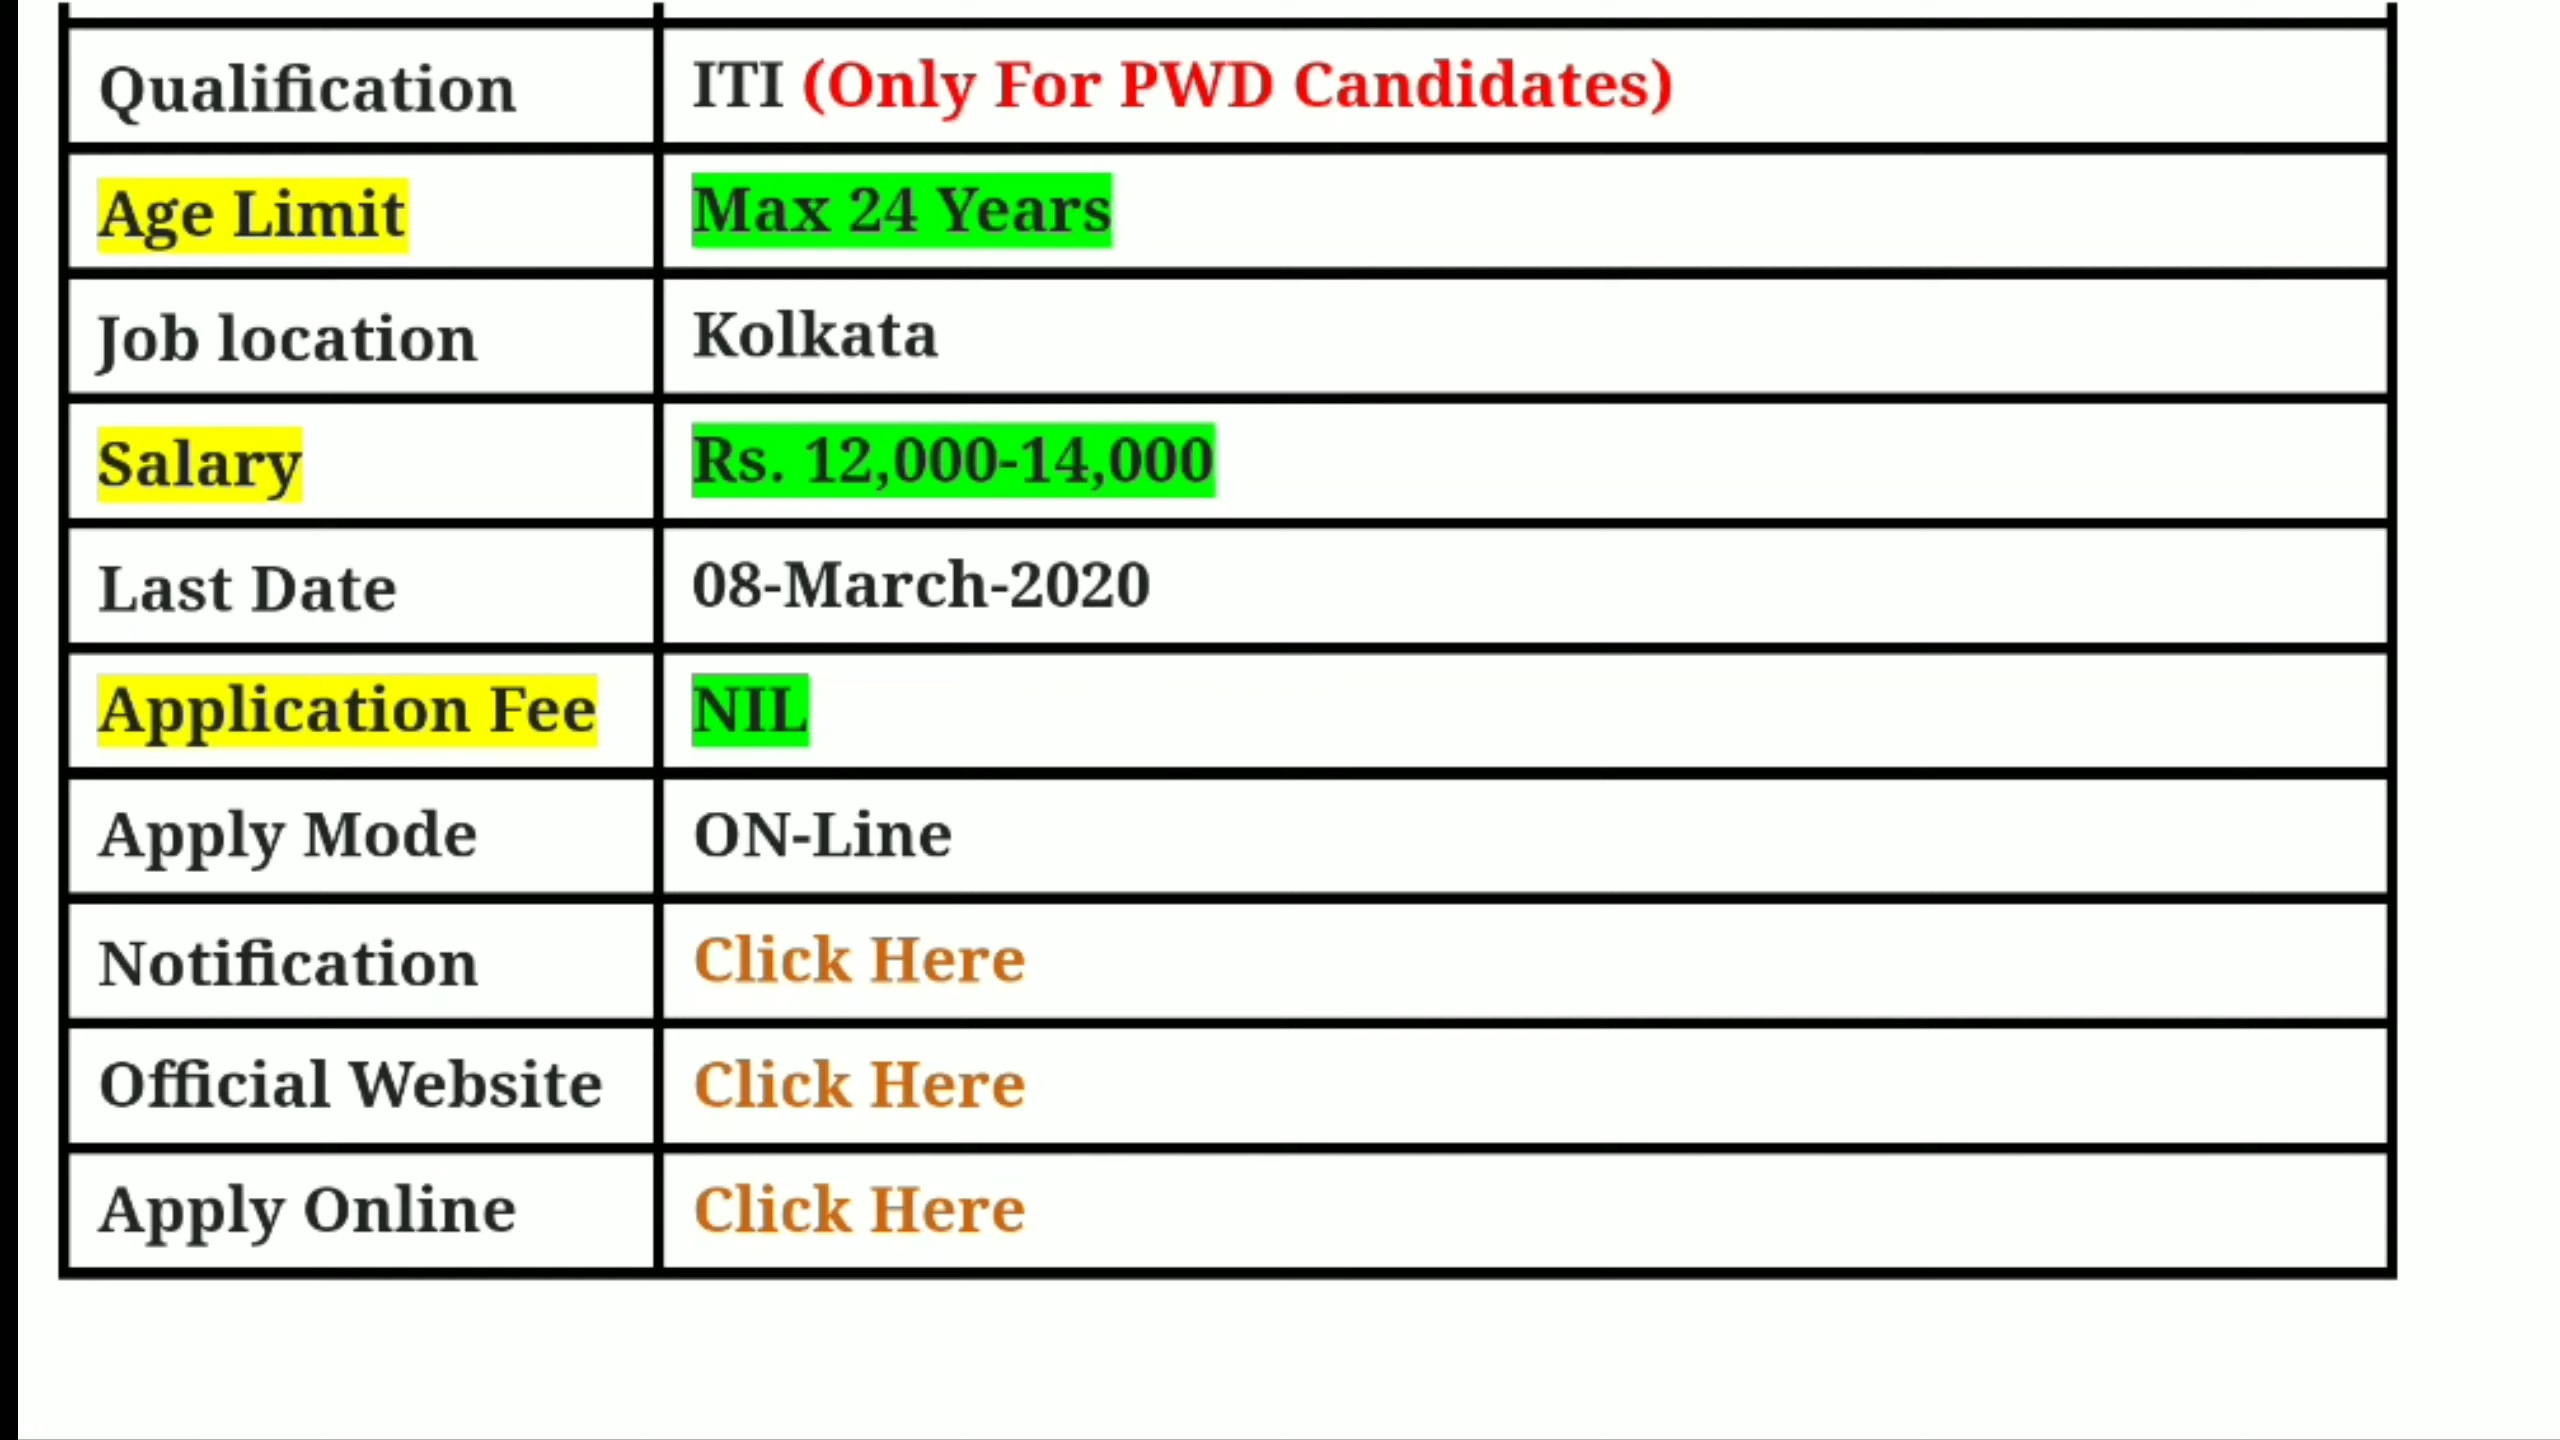 Qualification ITI (Only For PWD Candidates)
Age Limit Max 24 Years
Job location Kolkata
Salary Rs. 12,000-14,000
Last Date 08-March-2020
Application Fee NIL
Apply Mode ON-Line
Notification Click Here
Official Website Click Here
Apply Online Click Here